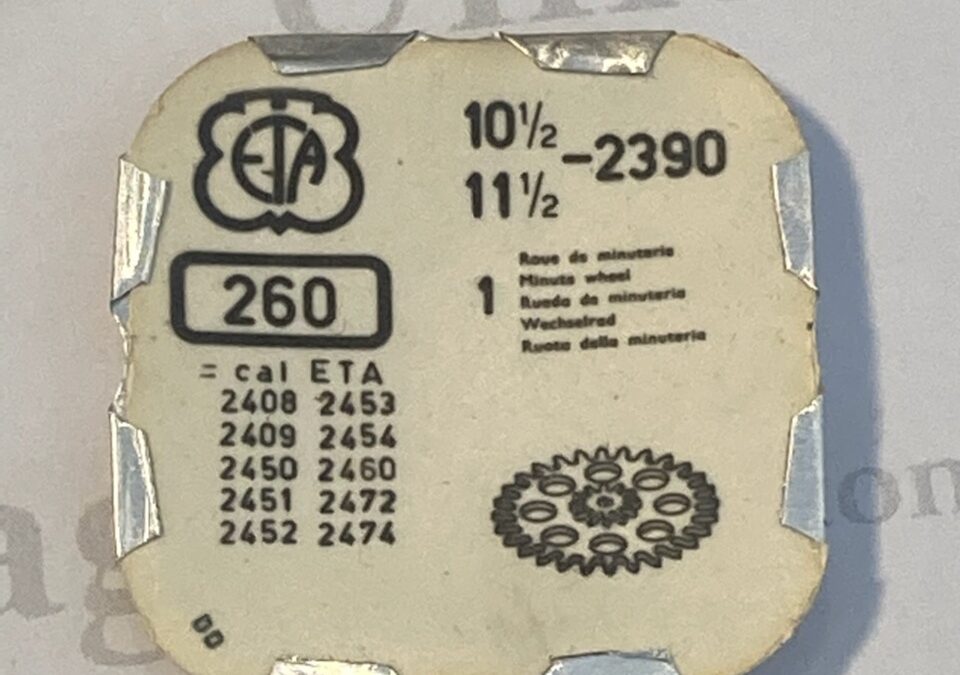 ETA
10½
11½
-2390
260
1
Roue de minuterie
Minute wheel
Rueda de minuteria
Wechselrad
Ruota della minuteria
= cal ETA
2408 2453
2409 2454
2450 2460
2451 2472
2452 2474